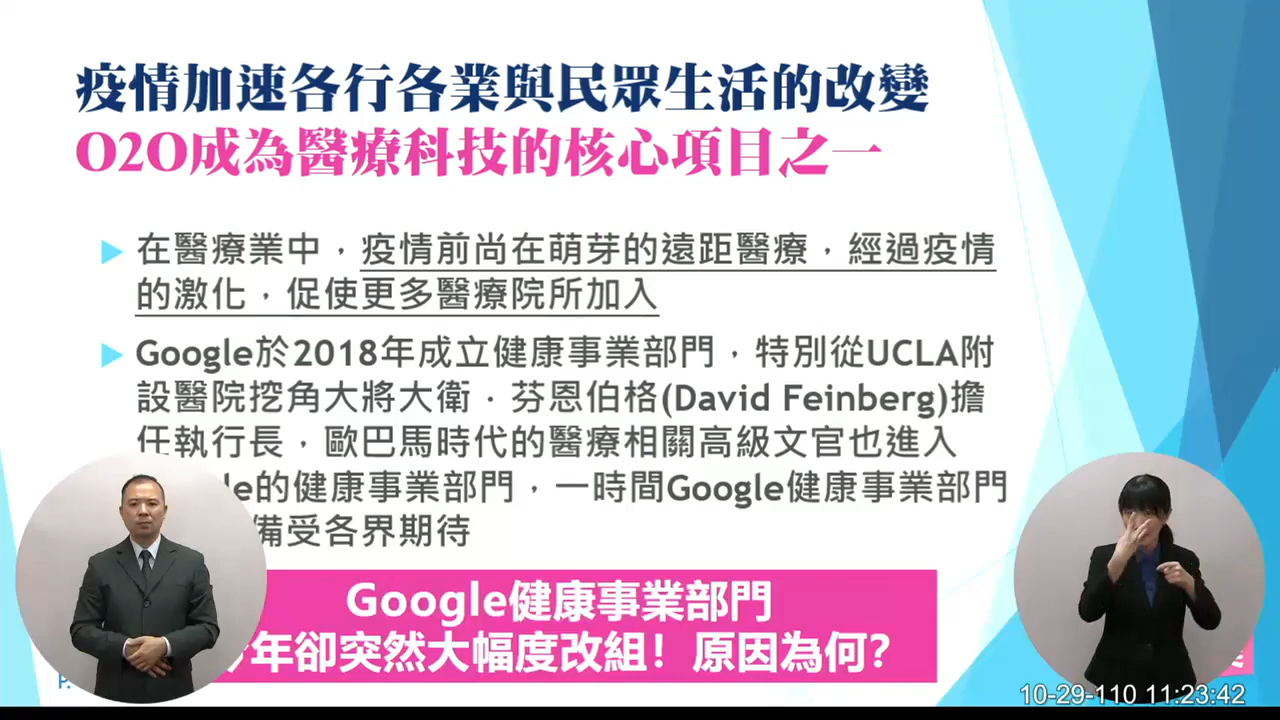 疫情加速各行各業與民眾生活的改變
O2O成為醫療科技的核心項目之一
在醫療業中，疫情前尚在萌芽的遠距醫療，經過疫情
的激化，促使更多醫療院所加入
Google於2018年成立健康事業部門，特別從UCLA附
設醫院挖角大將大衛．芬恩伯格(David Feinberg)擔
任執行長，歐巴馬時代的醫療相關高級文官也進入
le的健康事業部門，一時間Google健康事業部門
備受各界期待
Google健康事業部門
年卻突然大幅度改組！原因為何？
10-29-110 11:23:42